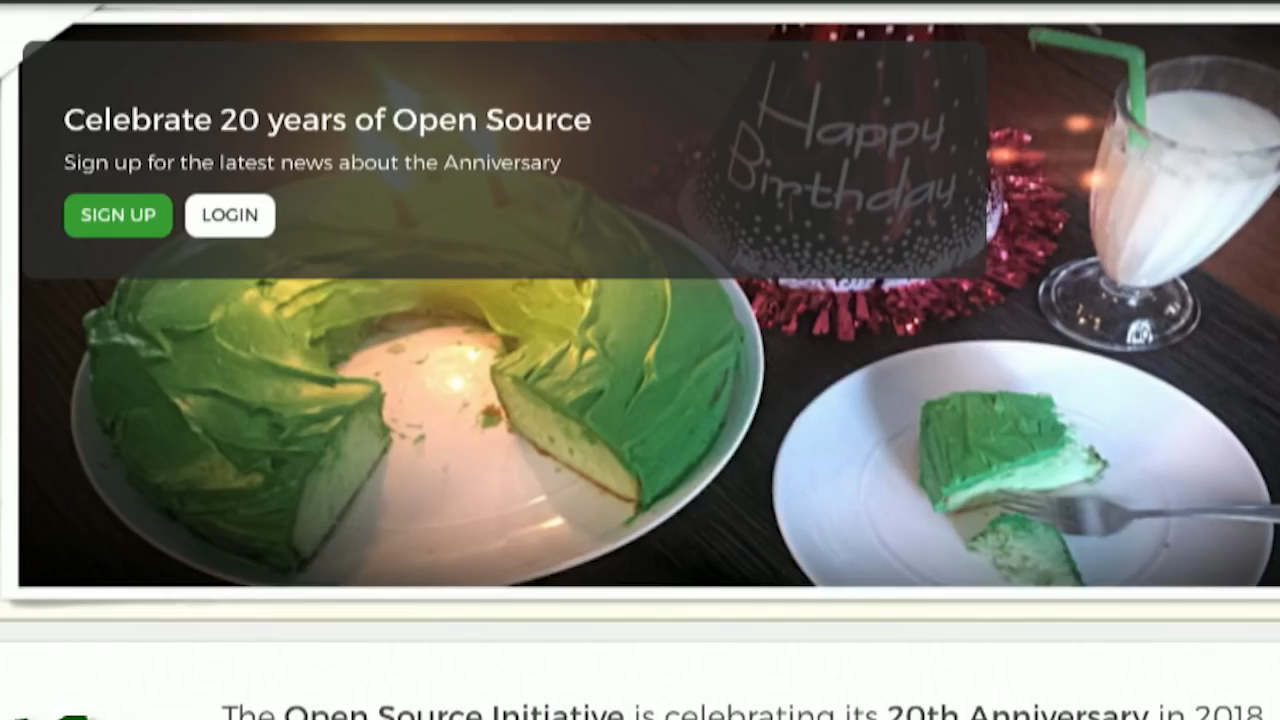 Celebrate 20 years of Open Source
Sign up for the latest news about the Anniversary
SIGN UP
LOGIN
Happy
Birthday
The Open Source Initiative is celebrating its 20th Anniversary in 2018